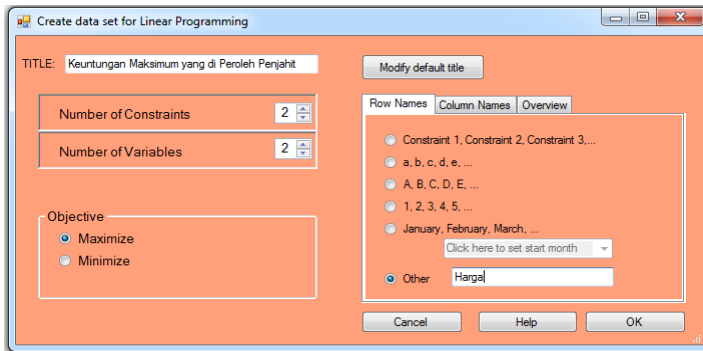 Create data set for Linear Programming
TITLE: Keuntungan Maksimum yang di Peroleh Penjahit
Modify default title
Number of Constraints 2
Number of Variables 2
Objective
Maximize
Minimize
Row Names Column Names Overview
Constraint 1, Constraint 2, Constraint 3,...
a, b, c, d, e, ...
A, B, C, D, E, ...
1, 2, 3, 4, 5, ...
January, February, March, ...
Click here to set start month
Other Harga
Cancel Help OK